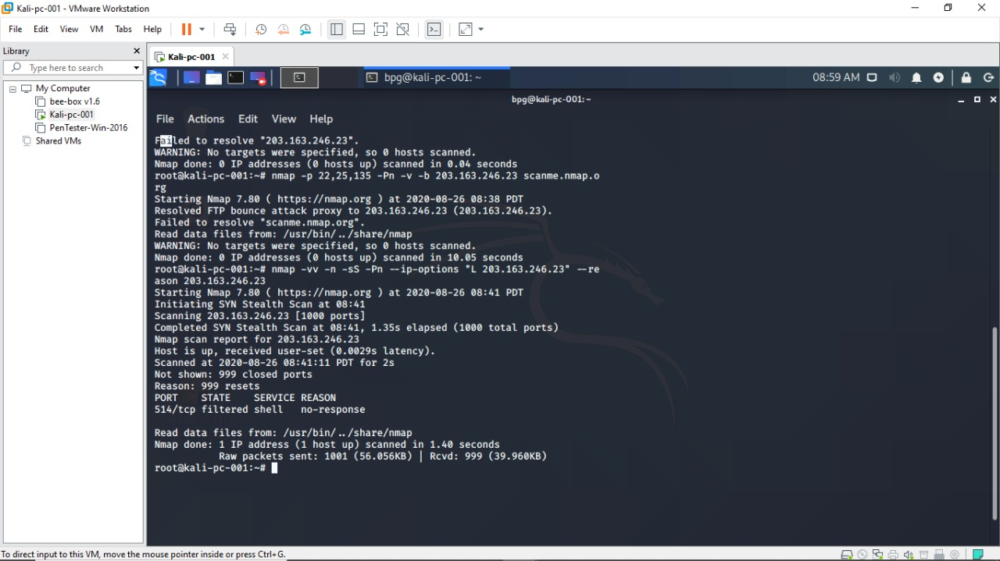 Kali-pc-001 - VMware Workstation
File Edit View VM Tabs Help
Library
Kali-pc-001
Type here to search
bpg@kali-pc-001: ~
08:59 AM
My Computer
bee-box v1.6
Kali-pc-001
PenTester-Win-2016
Shared VMs
bpg@kali-pc-001: ~
File Actions Edit View Help
Failed to resolve "203.163.246.23".
WARNING: No targets were specified, so 0 hosts scanned.
Nmap done: 0 IP addresses (0 hosts up) scanned in 0.04 seconds
root@kali-pc-001:~# nmap -p 22,25,135 -Pn -v -b 203.163.246.23 scanme.nmap.o
rg
Starting Nmap 7.80 ( https://nmap.org ) at 2020-08-26 08:38 PDT
Resolved FTP bounce attack proxy to 203.163.246.23 (203.163.246.23).
Failed to resolve "scanme.nmap.org".
Read data files from: /usr/bin/../share/nmap
WARNING: No targets were specified, so 0 hosts scanned.
Nmap done: 0 IP addresses (0 hosts up) scanned in 10.05 seconds
root@kali-pc-001:~# nmap -vv -n -sS -Pn --ip-options "L 203.163.246.23" --re
ason 203.163.246.23
Starting Nmap 7.80 ( https://nmap.org ) at 2020-08-26 08:41 PDT
Initiating SYN Stealth Scan at 08:41
Scanning 203.163.246.23 [1000 ports]
Completed SYN Stealth Scan at 08:41, 1.35s elapsed (1000 total ports)
Nmap scan report for 203.163.246.23
Host is up, received user-set (0.0029s latency).
Scanned at 2020-08-26 08:41:11 PDT for 2s
Not shown: 999 closed ports
Reason: 999 resets
PORT STATE SERVICE REASON
514/tcp filtered shell no-response
Read data files from: /usr/bin/../share/nmap
Nmap done: 1 IP address (1 host up) scanned in 1.40 seconds
Raw packets sent: 1001 (56.056KB) | Rcvd: 999 (39.960KB)
root@kali-pc-001:~#
To direct input to this VM, move the mouse pointer inside or press Ctrl+G.